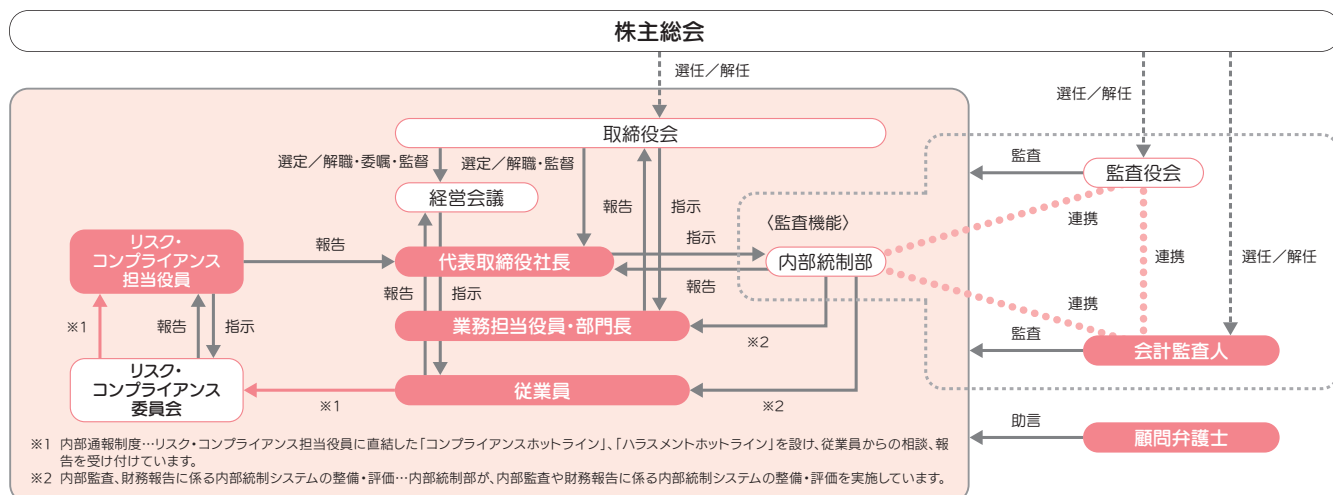 株主総会
選任／解任
選任／解任
取締役会
選定／解職・委嘱・監督
選定／解職・監督
監査
監査役会
経営会議
報告
指示
〈監査機能〉
連携
リスク・
コンプライアンス
担当役員
報告
代表取締役社長
指示
内部統制部
連携
選任／解任
報告
指示
報告
連携
※1
報告
指示
業務担当役員・部門長
※2
監査
会計監査人
リスク・
コンプライアンス
委員会
※1
従業員
※2
助言
顧問弁護士
※1 内部通報制度…リスク・コンプライアンス担当役員に直結した「コンプライアンスホットライン」、「ハラスメントホットライン」を設け、従業員からの相談、報
告を受け付けています。
※2 内部監査、財務報告に係る内部統制システムの整備・評価…内部統制部が、内部監査や財務報告に係る内部統制システムの整備・評価を実施しています。